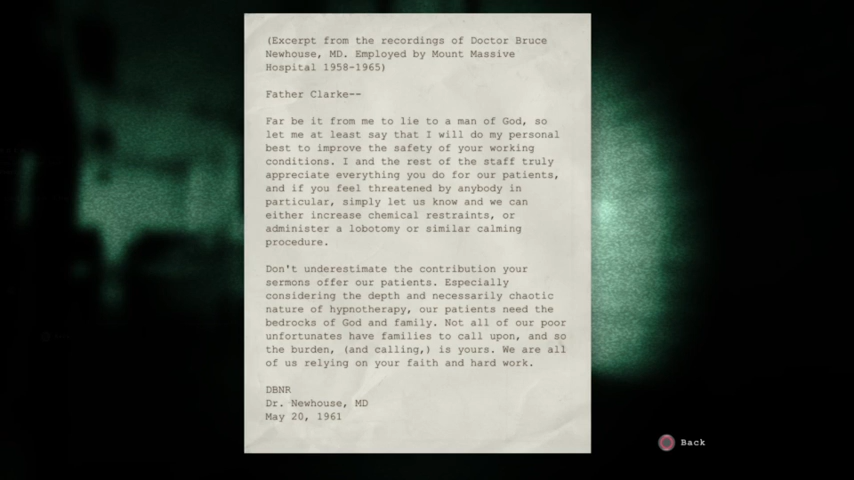 (Excerpt from the recordings of Doctor Bruce
Newhouse, MD. Employed by Mount Massive
Hospital 1958-1965)
Father Clarke--
Far be it from me to lie to a man of God, so
let me at least say that I will do my personal
best to improve the safety of your working
conditions. I and the rest of the staff truly
appreciate everything you do for our patients,
and if you feel threatened by anybody in
particular, simply let us know and we can
either increase chemical restraints, or
administer a lobotomy or similar calming
procedure.
Don't underestimate the contribution your
sermons offer our patients. Especially
considering the depth and necessarily chaotic
nature of hypnotherapy, our patients need the
bedrocks of God and family. Not all of our poor
unfortunates have families to call upon, and so
the burden, (and calling,) is yours. We are all
of us relying on your faith and hard work.
DBNR
Dr. Newhouse, MD
May 20, 1961
Back